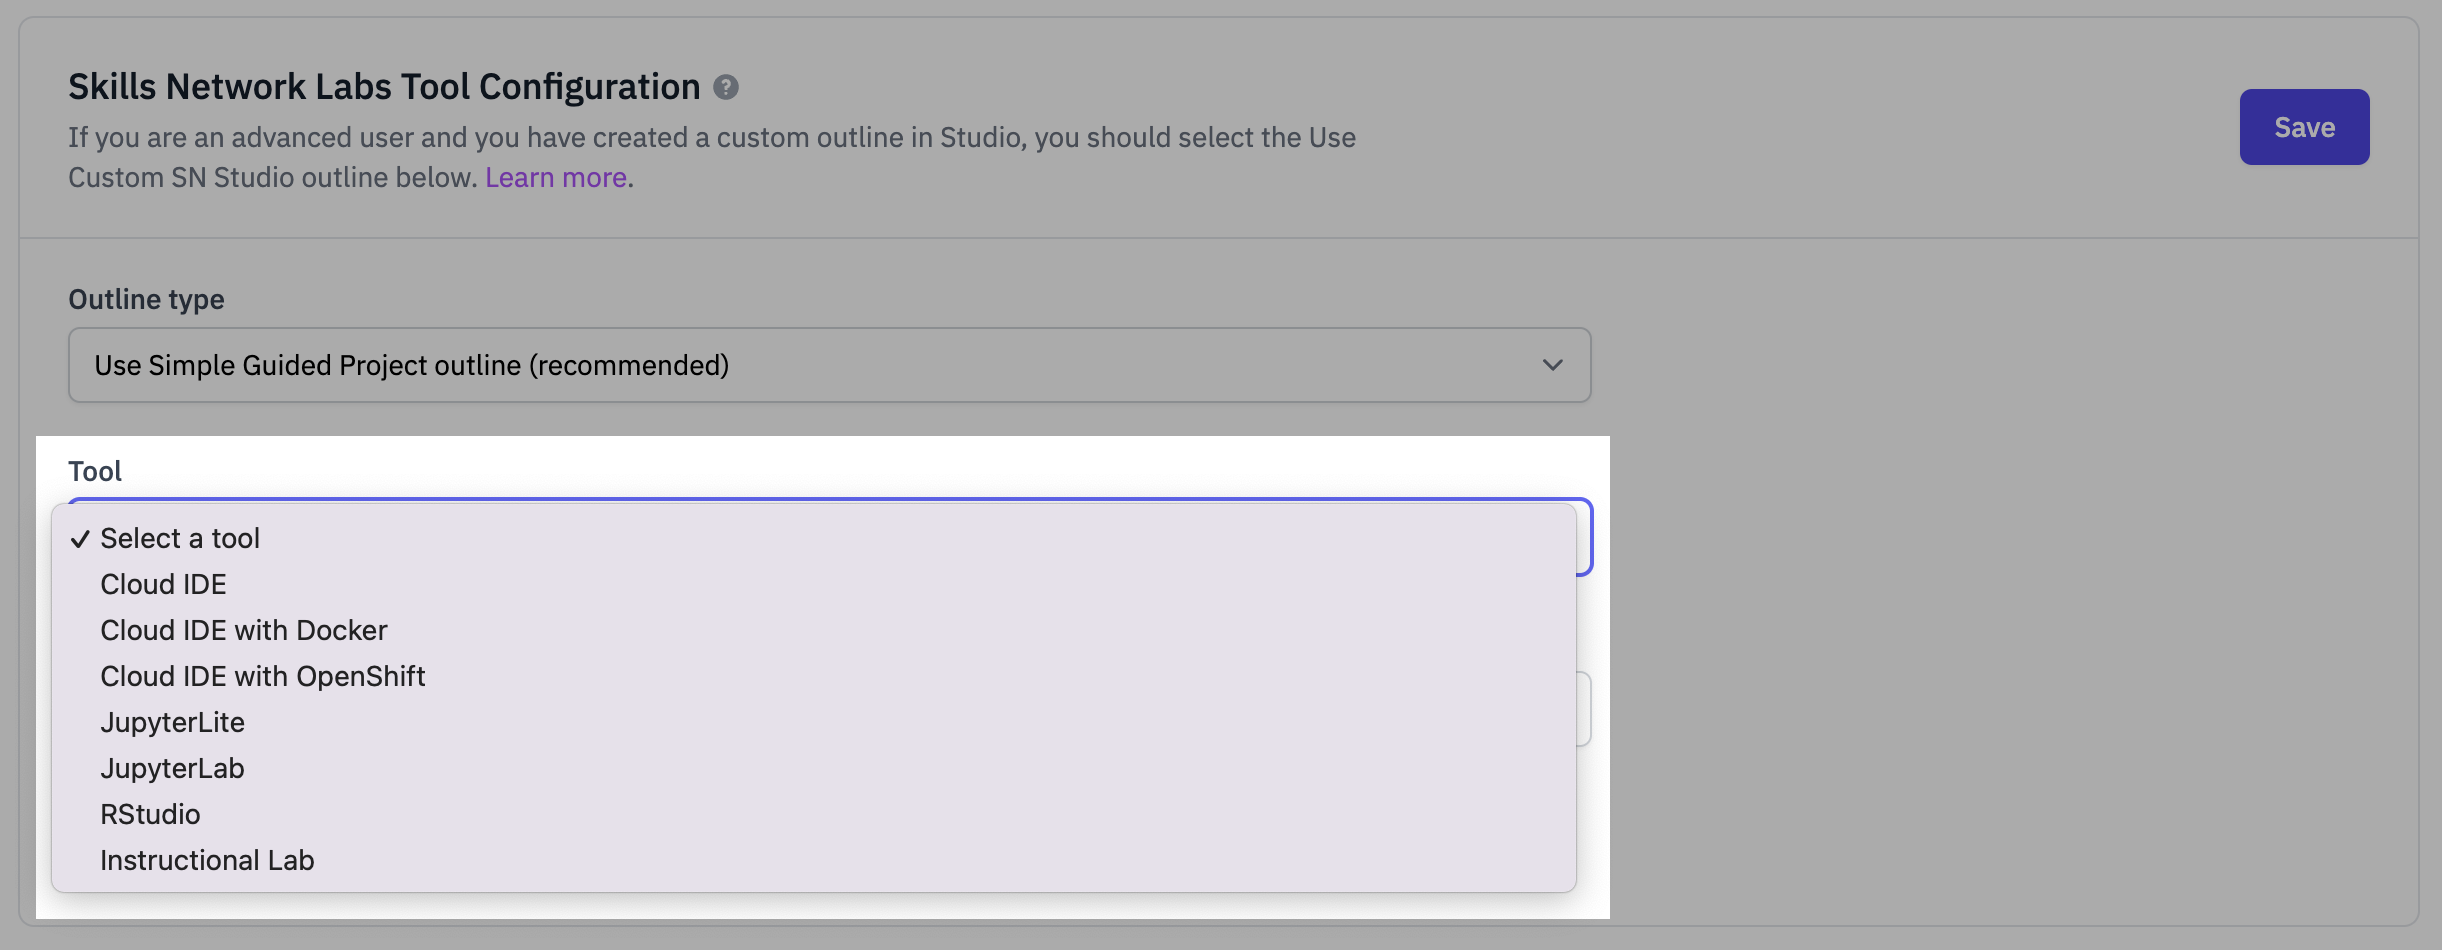 Skills Network Labs Tool Configuration ?
If you are an advanced user and you have created a custom outline in Studio, you should select the Use
Custom SN Studio outline below. Learn more.
Save
Outline type
Use Simple Guided Project outline (recommended)
Tool
✓ Select a tool
Cloud IDE
Cloud IDE with Docker
Cloud IDE with OpenShift
JupyterLite
JupyterLab
RStudio
Instructional Lab